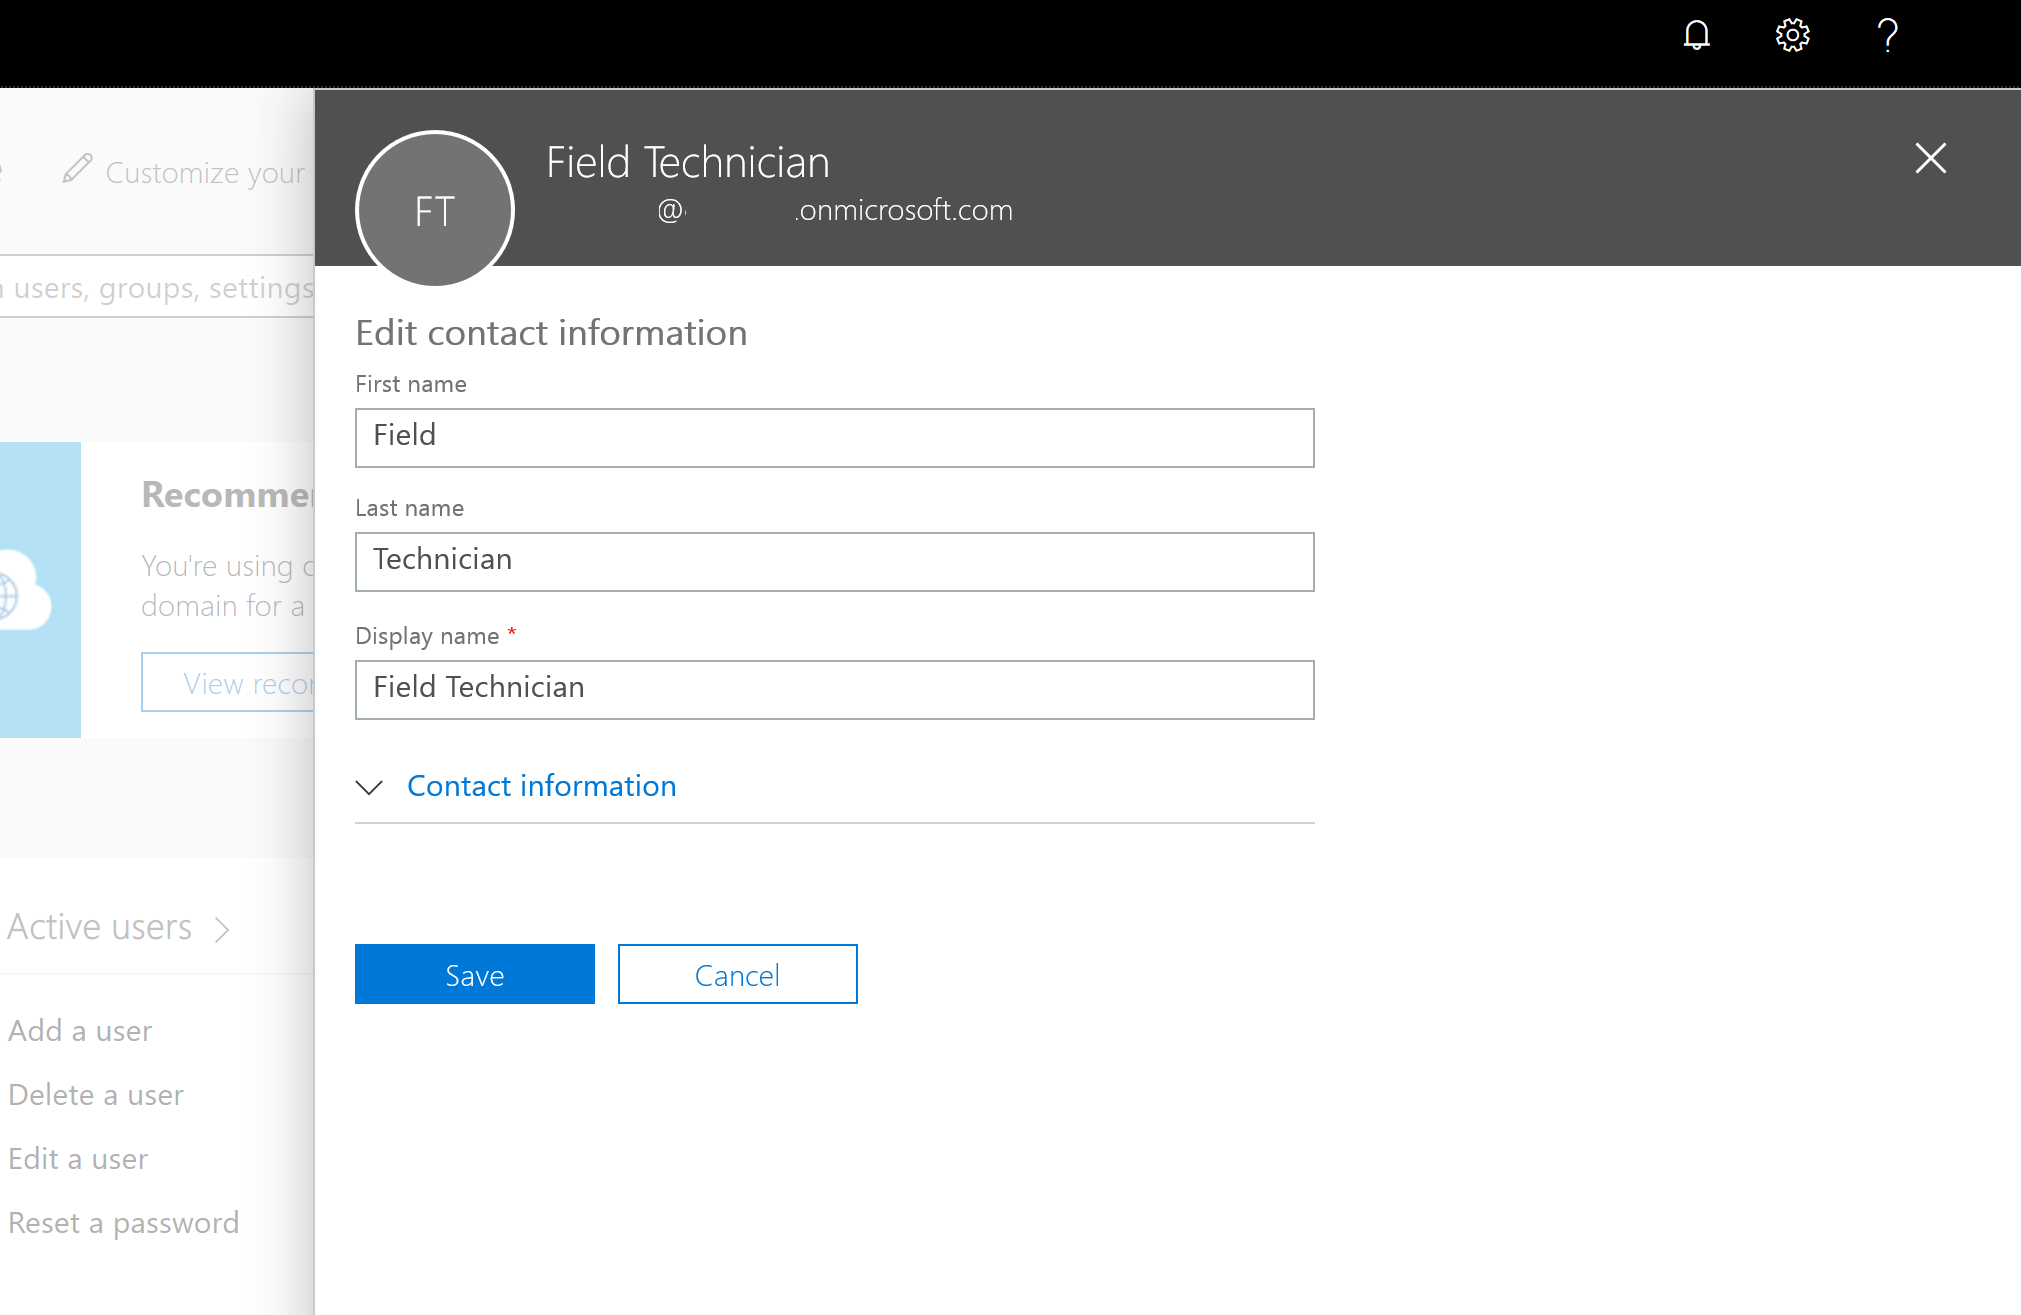 ?
Customize your
users, groups, settings
Recommen
You're using
domain for a
View recon
Active users
Add a user
Delete a user
Edit a user
Reset a password
FT
Field Technician
@
.onmicrosoft.com
Edit contact information
First name
Field
Last name
Technician
Display name *
Field Technician
Contact information
Save
Cancel